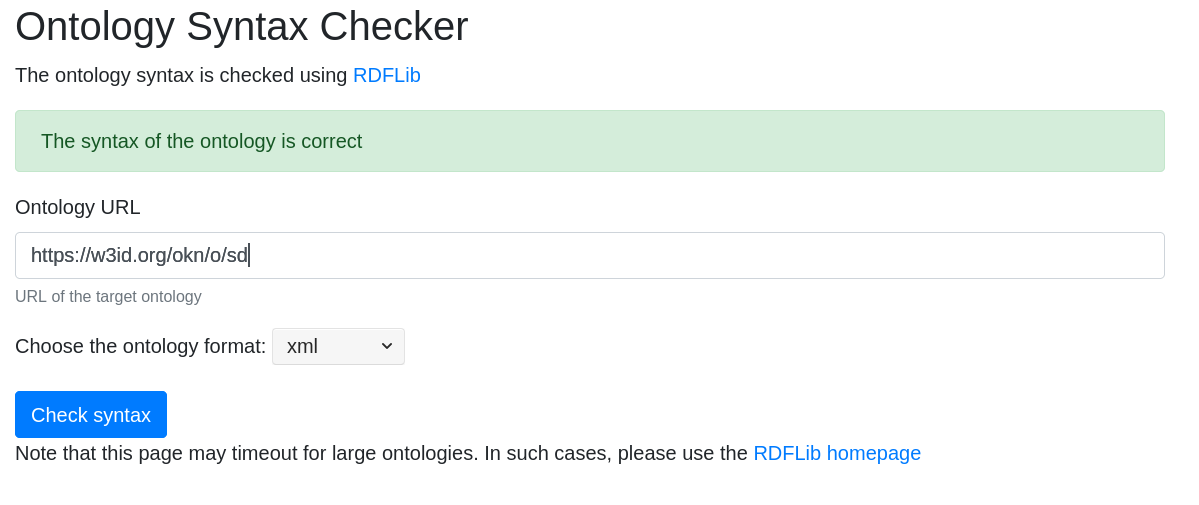 Ontology Syntax Checker
The ontology syntax is checked using RDFLib
The syntax of the ontology is correct
Ontology URL
https://w3id.org/okn/o/sd
URL of the target ontology
Choose the ontology format: xml
Check syntax
Note that this page may timeout for large ontologies. In such cases, please use the RDFLib homepage